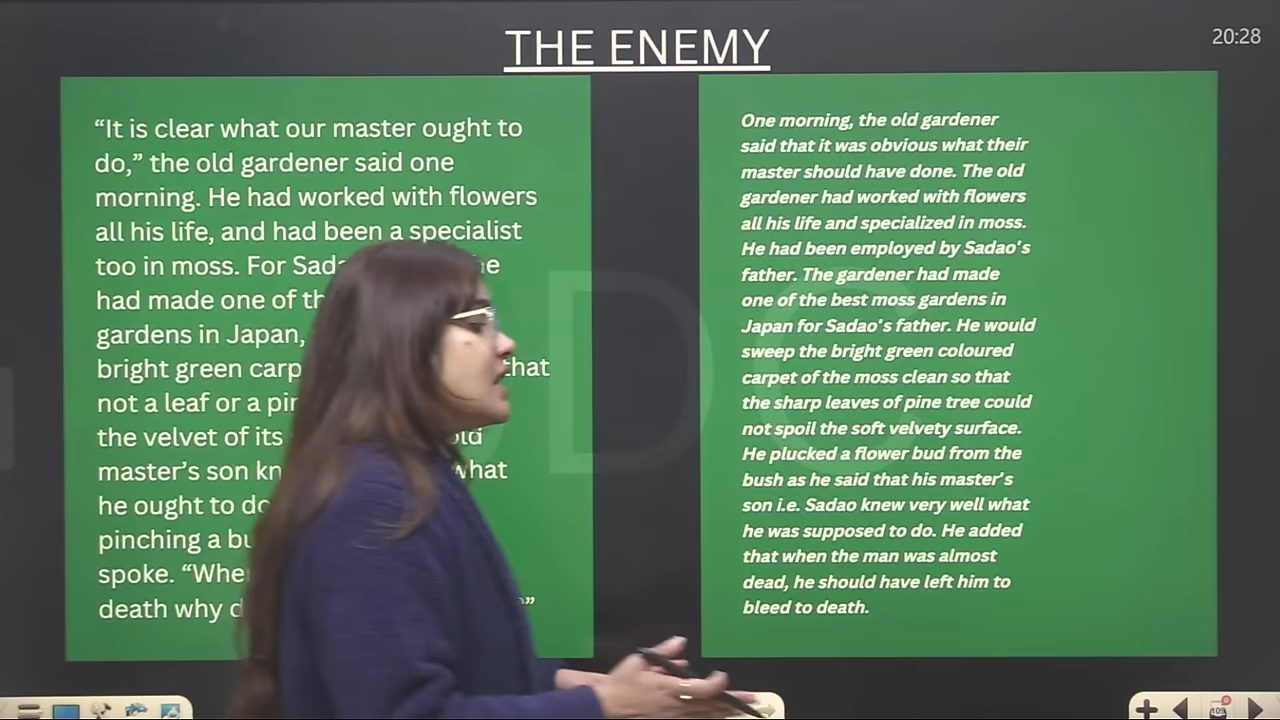 THE ENEMY
20:28
“It is clear what our master ought to
do,” the old gardener said one
morning. He had worked with flowers
all his life, and had been a specialist
too in moss. For
had made one of
gardens in Japan,
bright green that
not a leaf or a
the velvet of its old
master’s son what
he ought to
pinching a
spoke.
death why ”
One morning, the old gardener
said that it was obvious what their
master should have done. The old
gardener had worked with flowers
all his life and specialized in moss.
He had been employed by Sadao's
father. The gardener had made
one of the best moss gardens in
Japan for Sadao's father. He would
sweep the bright green coloured
carpet of the moss clean so that
the sharp leaves of pine tree could
not spoil the soft velvety surface.
He plucked a flower bud from the
bush as he said that his master's
son i.e. Sadao knew very well what
he was supposed to do. He added
that when the man was almost
dead, he should have left him to
bleed to death.
109